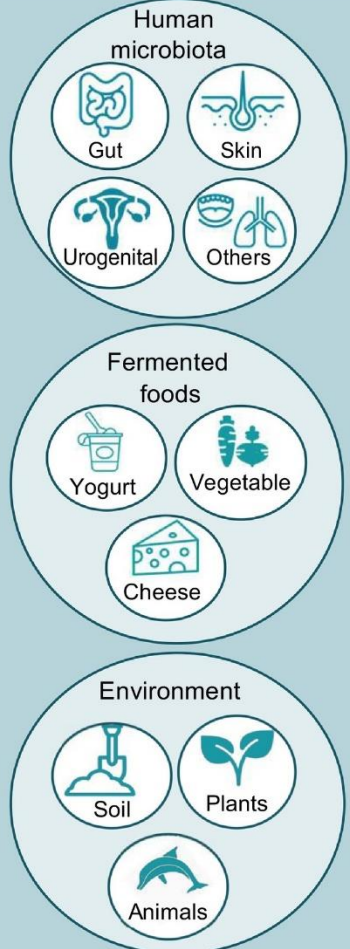 Human
microbiota
Gut
Skin
Urogenital
Others
Fermented
foods
Yogurt
Vegetable
Cheese
Environment
Soil
Plants
Animals